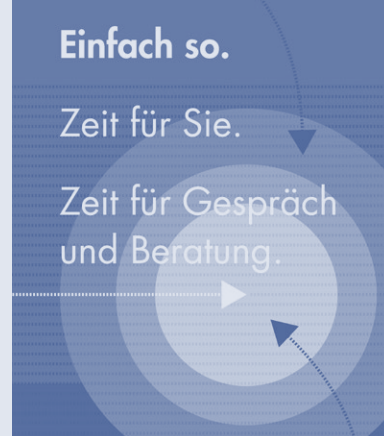 Einfach so.
Zeit für Sie.
Zeit für Gespräch
und Beratung.